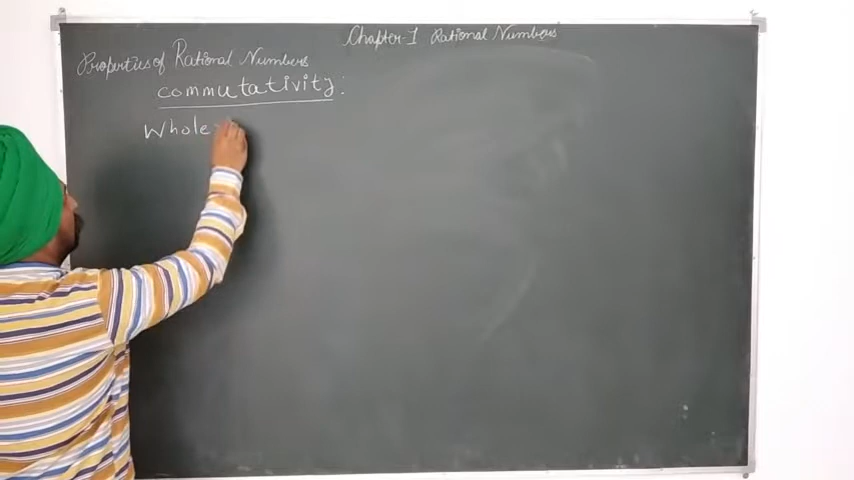 Chapter-1 Rational Numbers
Properties of Rational Numbers
commutativity:
Whole